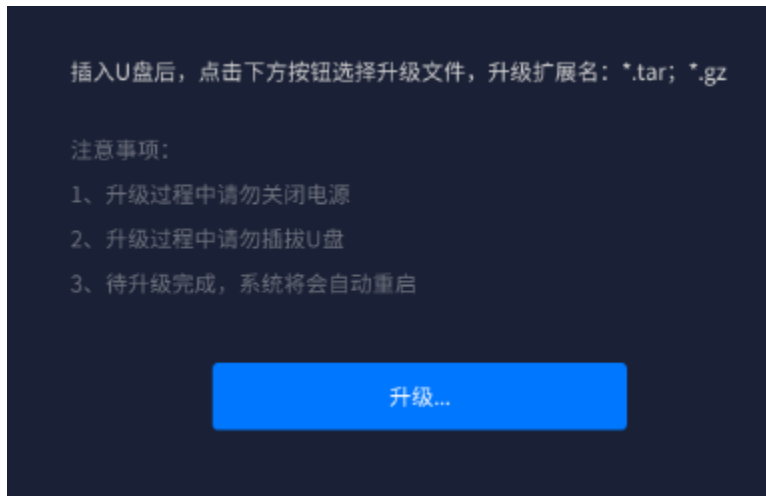 插入U盘后，点击下方按钮选择升级文件，升级扩展名：*.tar；*.gz
注意事项：
1、升级过程中请勿关闭电源
2、升级过程中请勿插拔U盘
3、待升级完成，系统将会自动重启
升级...